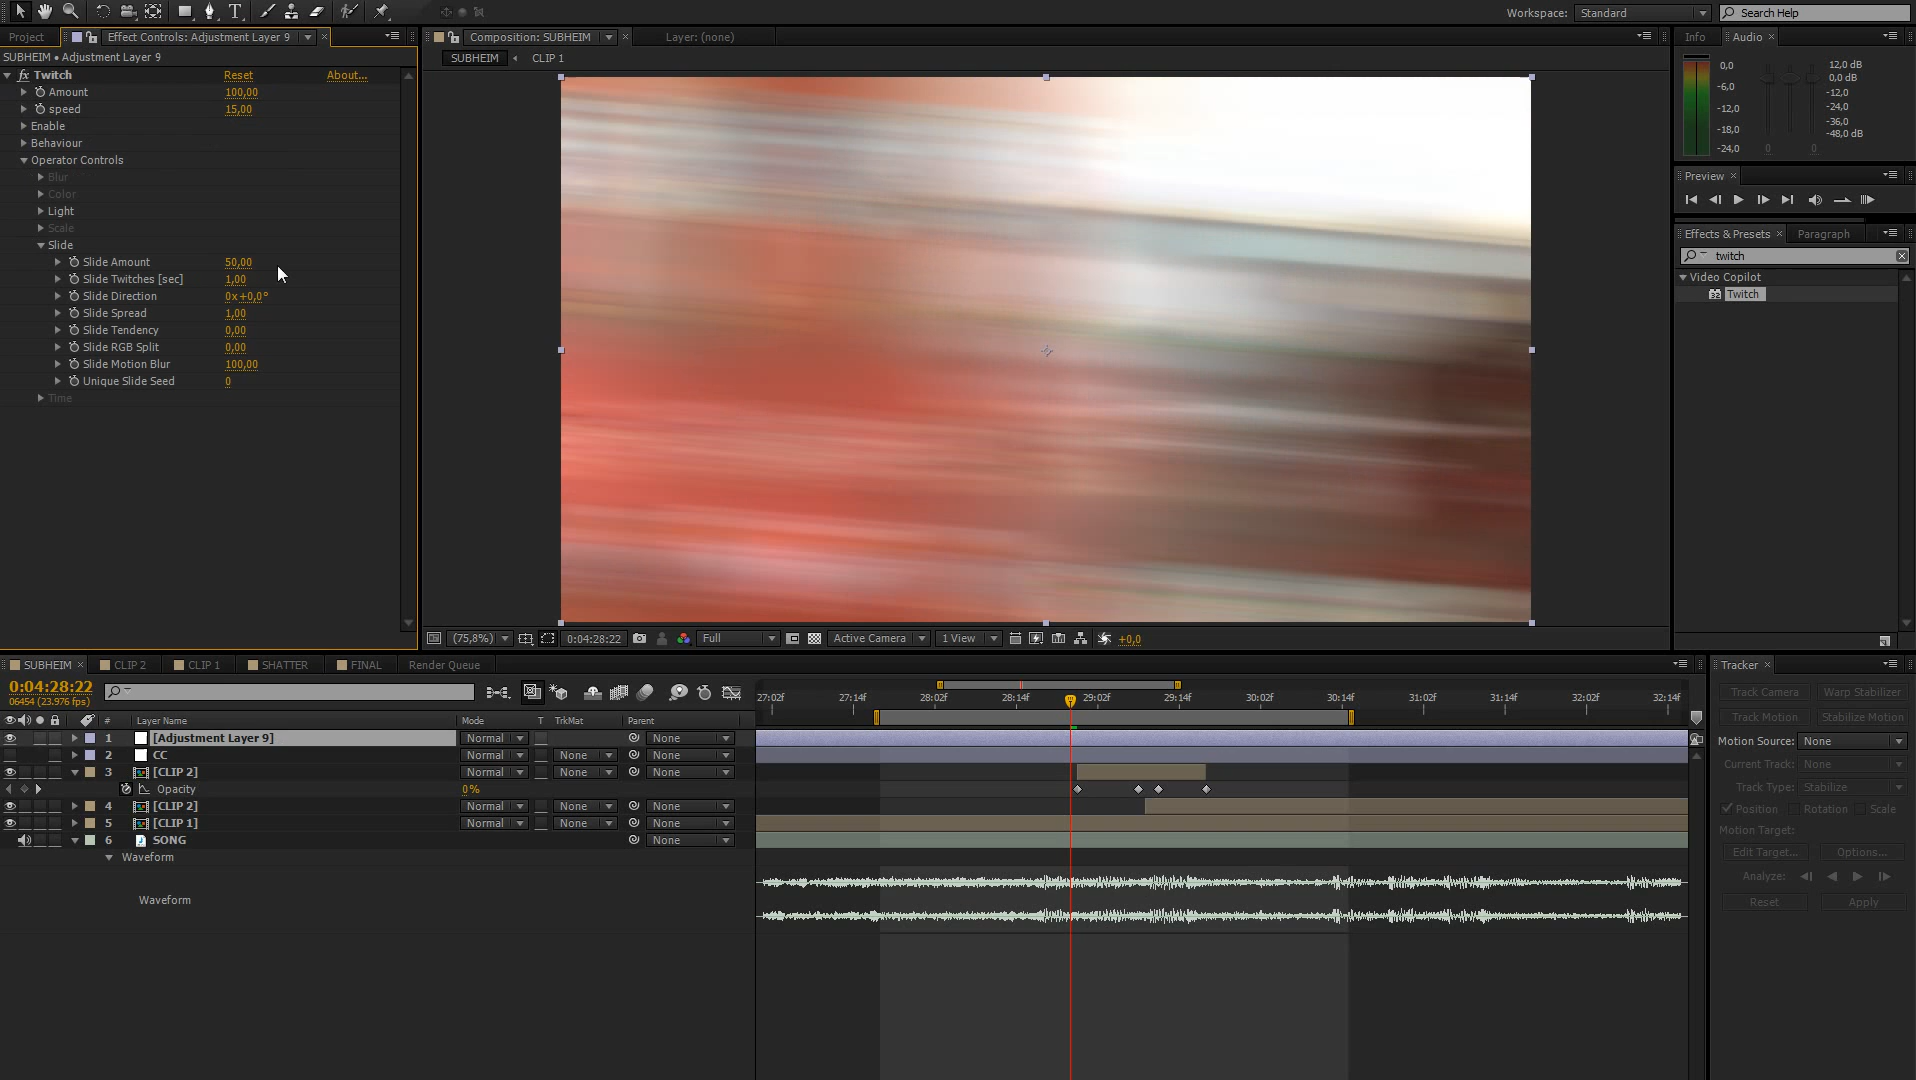 Workspace: Standard Search Help
Project Effect Controls: Adjustment Layer 9
SUBHEIM • Adjustment Layer 9
fx Twitch Reset About...
Amount 100,00
speed 15,00
Enable
Behaviour
Operator Controls
Blur
Color
Light
Scale
Slide
Slide Amount 50,00
Slide Twitches [sec] 1,00
Slide Direction 0x+0,0°
Slide Spread 1,00
Slide Tendency 0,00
Slide RGB Split 0,00
Slide Motion Blur 100,00
Unique Slide Seed 0
Time
Composition: SUBHEIM Layer: (none)
SUBHEIM CLIP 1
(75,8%) 0:04:28:22 Full Active Camera 1 View +0,0
Info Audio
0,0 12,0 dB
0,0 dB
-6,0 -12,0
-12,0 -24,0
-18,0 -36,0
-48,0 dB
-24,0 0 0
Preview
Effects & Presets Paragraph
twitch
Video Copilot
32 Twitch
SUBHEIM CLIP 2 CLIP 1 SHATTER FINAL Render Queue
0:04:28:22
06454 (23.976 fps)
27:02f 27:14f 28:02f 28:14f 29:02f 29:14f 30:02f 30:14f 31:02f 31:14f 32:02f 32:14f
# Layer Name Mode T TrkMat Parent
1 [Adjustment Layer 9] Normal None
2 CC Normal None None
3 [CLIP 2] Normal None None
Opacity 0%
4 [CLIP 2] Normal None None
5 [CLIP 1] Normal None None
6 SONG None
Waveform
Waveform
Tracker
Track Camera Warp Stabilizer
Track Motion Stabilize Motion
Motion Source: None
Current Track: None
Track Type: Stabilize
Position Rotation Scale
Motion Target:
Edit Target... Options...
Analyze:
Reset Apply